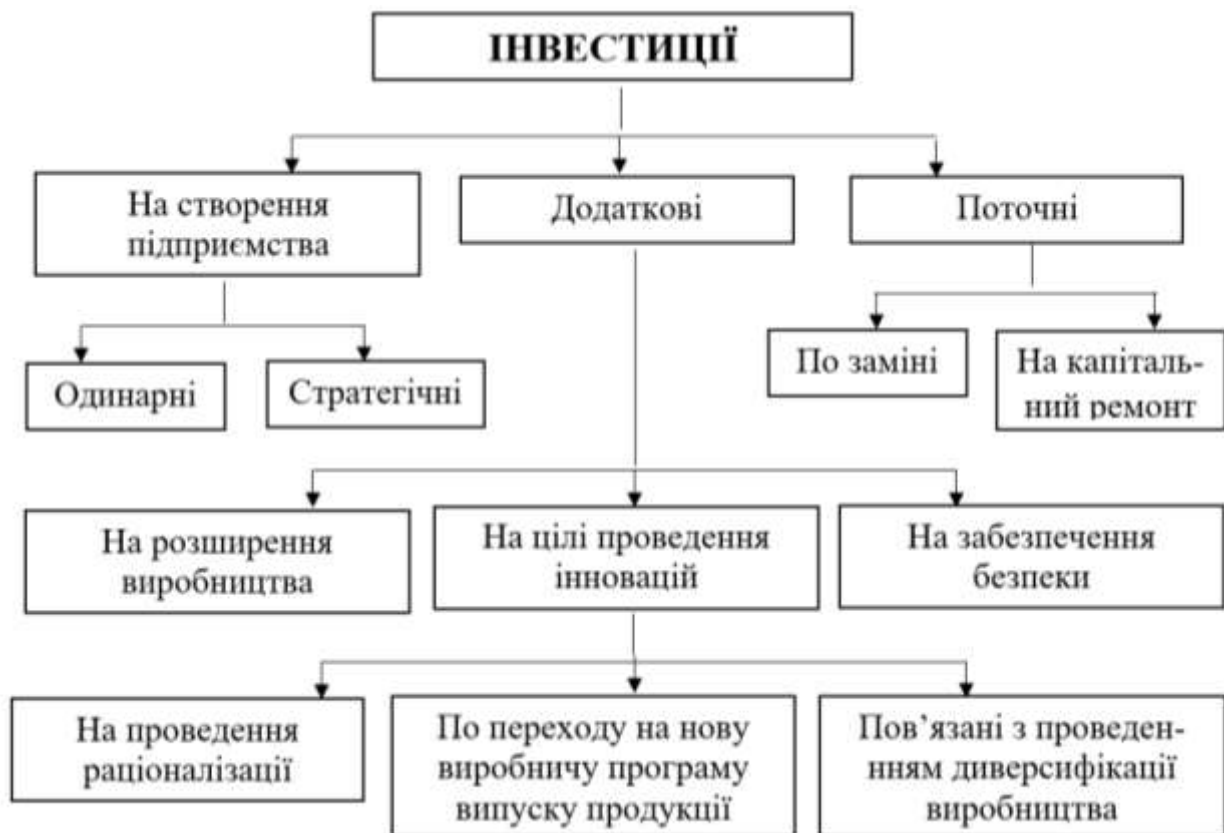 ІНВЕСТИЦІЇ
На створення
підприємства
Додаткові
Поточні
Одинарні
Стратегічні
По заміні
На капіталь-
ний ремонт
На розширення
виробництва
На цілі проведення
інновацій
На забезпечення
безпеки
На проведення
раціоналізації
По переходу на нову
виробничу програму
випуску продукції
Пов’язані з проведен-
нням диверсифікації
виробництва